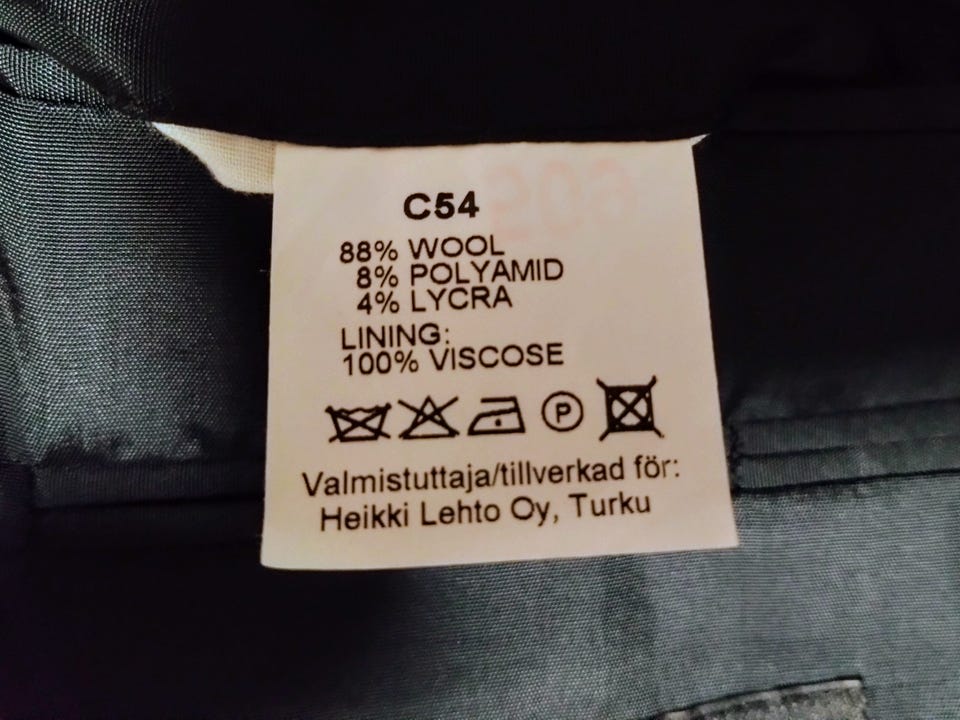 C54
88% WOOL
8% POLYAMID
4% LYCRA
LINING:
100% VISCOSE
P
Valmistuttaja/tillverkad för:
Heikki Lehto Oy, Turku